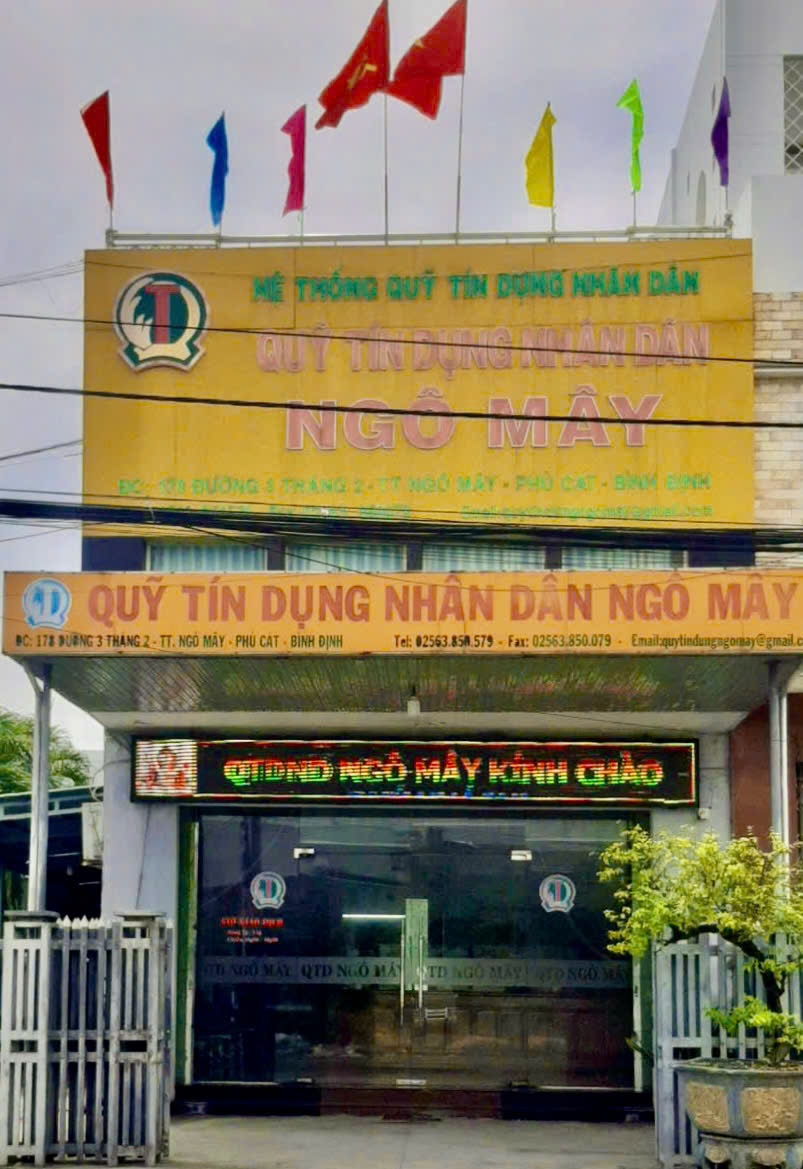 HỆ THỐNG QUỸ TÍN DỤNG NHÂN DÂN
QUỸ TÍN DỤNG NHÂN DÂN
NGÔ MÂY
ĐC: 178 ĐƯỜNG 3 THÁNG 2 - TT NGÔ MÂY - PHÙ CÁT - BÌNH ĐỊNH
QUỸ TÍN DỤNG NHÂN DÂN NGÔ MÂY
ĐC: 178 ĐƯỜNG 3 THÁNG 2 - TT. NGÔ MÂY - PHÙ CÁT - BÌNH ĐỊNH Tel: 02563.850.579 - Fax: 02563.850.079 - Email:quytindungngomay@gmail.c
QTDND NGÔ MÂY KÍNH CHÀO
GIỜ GIAO DỊCH
QTD NGÔ MÂY QTD NGÔ MÂY QTD NGÔ MÂY QTD NGÔ MÂY